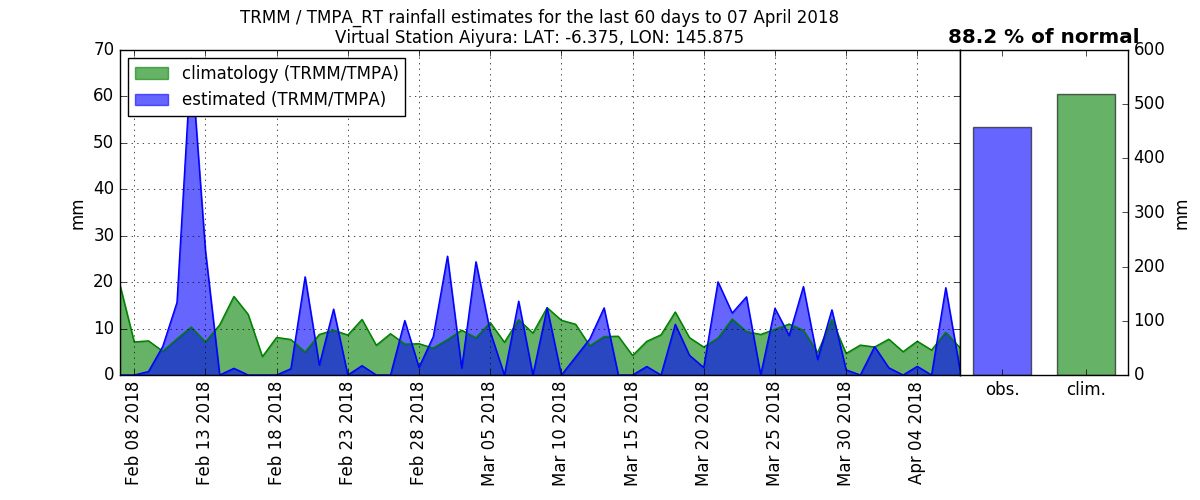 TRMM / TMPA_RT rainfall estimates for the last 60 days to 07 April 2018
Virtual Station Aiyura: LAT: -6.375, LON: 145.875
88.2 % of normal
climatology (TRMM/TMPA)
estimated (TRMM/TMPA)
mm
70
60
50
40
30
20
10
0
Feb 08 2018
Feb 13 2018
Feb 18 2018
Feb 23 2018
Feb 28 2018
Mar 05 2018
Mar 10 2018
Mar 15 2018
Mar 20 2018
Mar 25 2018
Mar 30 2018
Apr 04 2018
obs.
clim.
600
500
400
300
200
100
0
mm